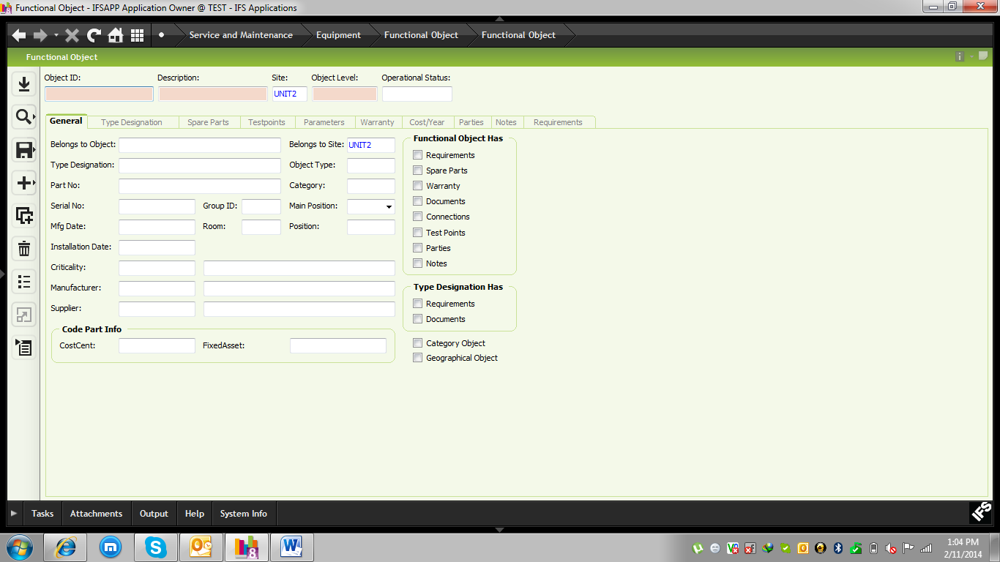 Functional Object - IFSAPP Application Owner @ TEST - IFS Applications
Service and Maintenance Equipment Functional Object Functional Object
Functional Object
Object ID: Description: Site: Object Level: Operational Status:
UNIT2
General Type Designation Spare Parts Testpoints Parameters Warranty Cost/Year Parties Notes Requirements
Belongs to Object: Belongs to Site: UNIT2
Type Designation: Object Type:
Part No: Category:
Serial No: Group ID: Main Position:
Mfg Date: Room: Position:
Installation Date:
Criticality:
Manufacturer:
Supplier:
Code Part Info
CostCent: FixedAsset:
Functional Object Has
Requirements
Spare Parts
Warranty
Documents
Connections
Test Points
Parties
Notes
Type Designation Has
Requirements
Documents
Category Object
Geographical Object
Tasks Attachments Output Help System Info
IFS
1:04 PM
2/11/2014